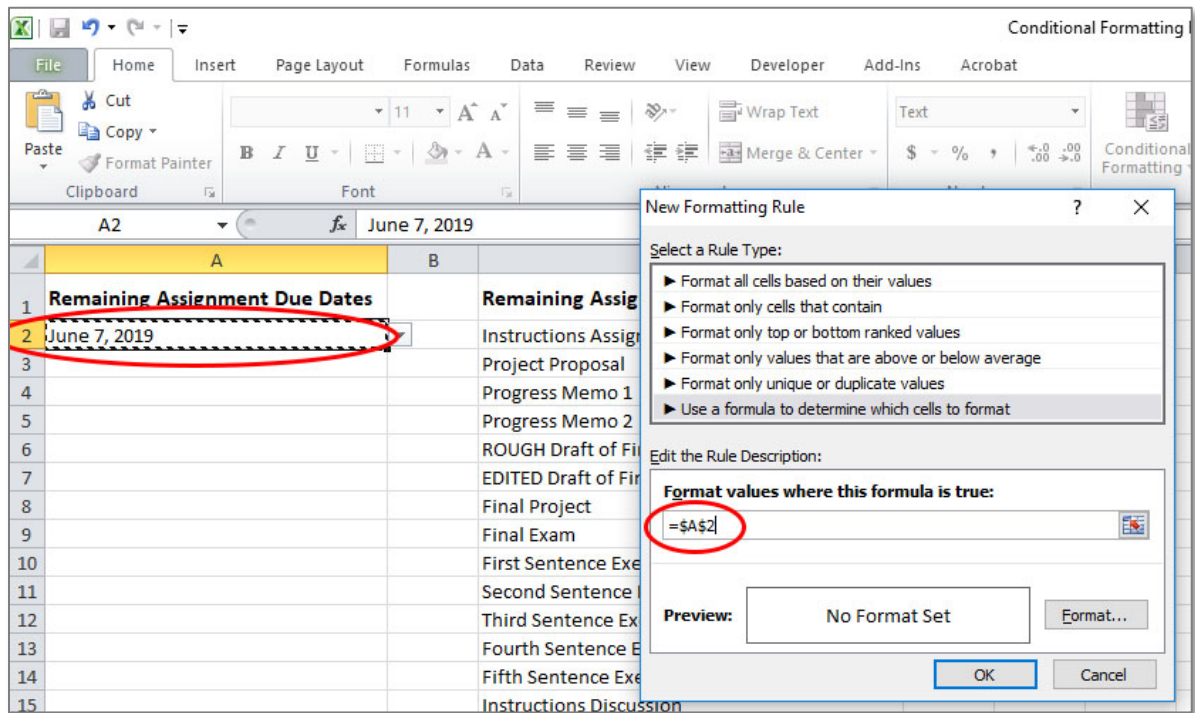 Conditional Formatting
File Home Insert Page Layout Formulas Data Review View Developer Add-Ins Acrobat
Paste
Cut
Copy
Format Painter
Clipboard
11 A A
B I U A
Font
Wrap Text
Merge & Center
Text
$ % , .0 .00 .00 .0
Conditional
Formatting
A2 fx June 7, 2019
A B
1 Remaining Assignment Due Dates Remaining Assig
2 June 7, 2019 Instructions Assign
3 Project Proposal
4 Progress Memo 1
5 Progress Memo 2
6 ROUGH Draft of Fi
7 EDITED Draft of Fir
8 Final Project
9 Final Exam
10 First Sentence Exe
11 Second Sentence
12 Third Sentence Ex
13 Fourth Sentence E
14 Fifth Sentence Exe
15 Instructions Discussion
New Formatting Rule ?
Select a Rule Type:
► Format all cells based on their values
► Format only cells that contain
► Format only top or bottom ranked values
► Format only values that are above or below average
► Format only unique or duplicate values
► Use a formula to determine which cells to format
Edit the Rule Description:
Format values where this formula is true:
=$A$2
Preview: No Format Set Format...
OK Cancel